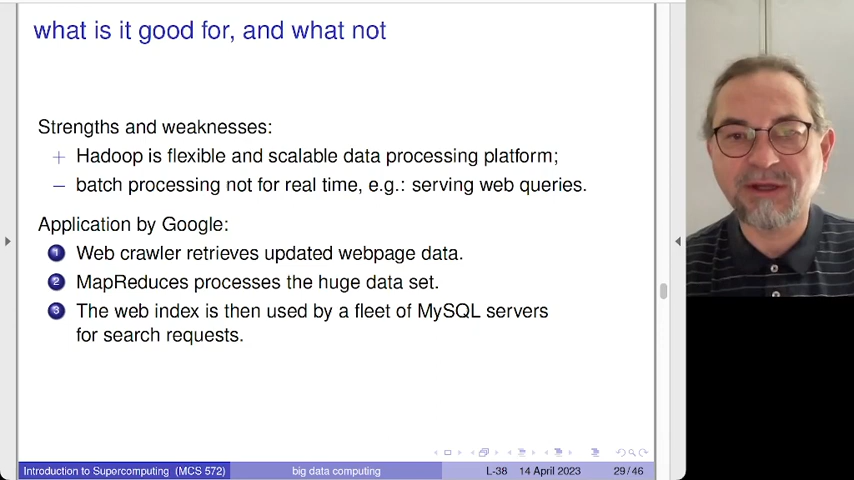 what is it good for, and what not
Strengths and weaknesses:
+ Hadoop is flexible and scalable data processing platform;
− batch processing not for real time, e.g.: serving web queries.
Application by Google:
1 Web crawler retrieves updated webpage data.
2 MapReduces processes the huge data set.
3 The web index is then used by a fleet of MySQL servers
for search requests.
Introduction to Supercomputing (MCS 572) big data computing L-38 14 April 2023 29 / 46